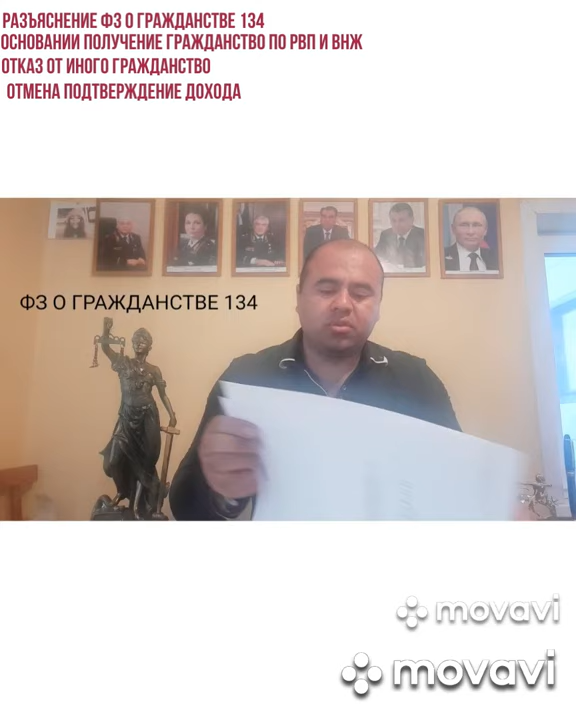 РАЗЪЯСНЕНИЕ ФЗ О ГРАЖДАНСТВЕ 134
ОСНОВАНИИ ПОЛУЧЕНИЕ ГРАЖДАНСТВО ПО РВП И ВНЖ
ОТКАЗ ОТ ИНОГО ГРАЖДАНСТВО
ОТМЕНА ПОДТВЕРЖДЕНИЕ ДОХОДА
ФЗ О ГРАЖДАНСТВЕ 134
movavi
movavi